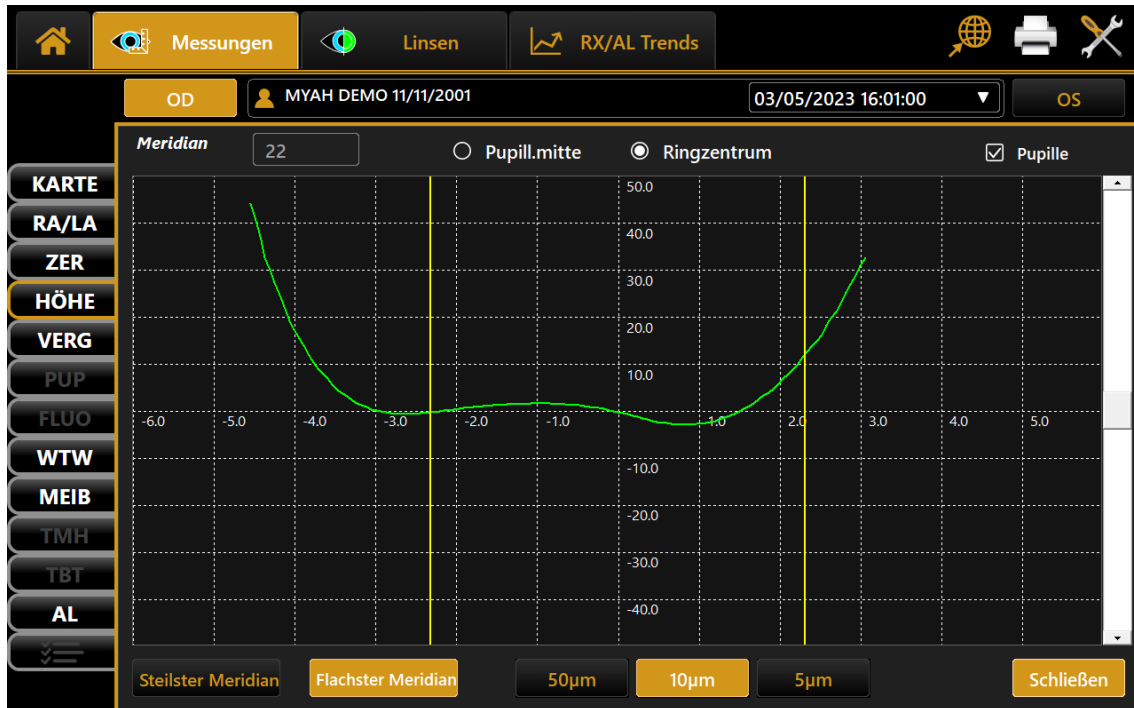 Messungen Linsen RX/AL Trends
OD MYAH DEMO 11/11/2001 03/05/2023 16:01:00 ▼ OS
Meridian 22 Pupill.mitte Ringzentrum Pupille
KARTE
RA/LA
ZER
HÖHE
VERG
PUP
FLUO
WTW
MEIB
TMH
TBT
AL
50.0
40.0
30.0
20.0
10.0
-6.0 -5.0 -4.0 -3.0 -2.0 -1.0 1.0 2.0 3.0 4.0 5.0
-10.0
-20.0
-30.0
-40.0
Steilster Meridian Flachster Meridian 50µm 10µm 5µm Schließen